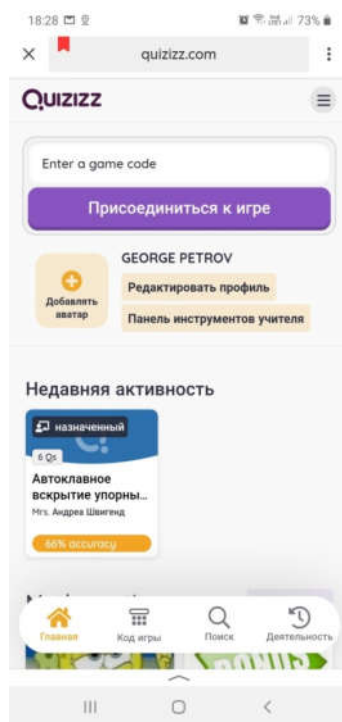 18:28
73%
quizizz.com
QUIZIZZ
Enter a game code
Присоединиться к игре
GEORGE PETROV
Добавлять
аватар
Редактировать профиль
Панель инструментов учителя
Недавняя активность
назначенный
6 Qs
Автоклавное
вскрытие упорны...
Mrs. Андреа Швигенд
66% accuracy
Главная
Код игры
Поиск
Деятельность